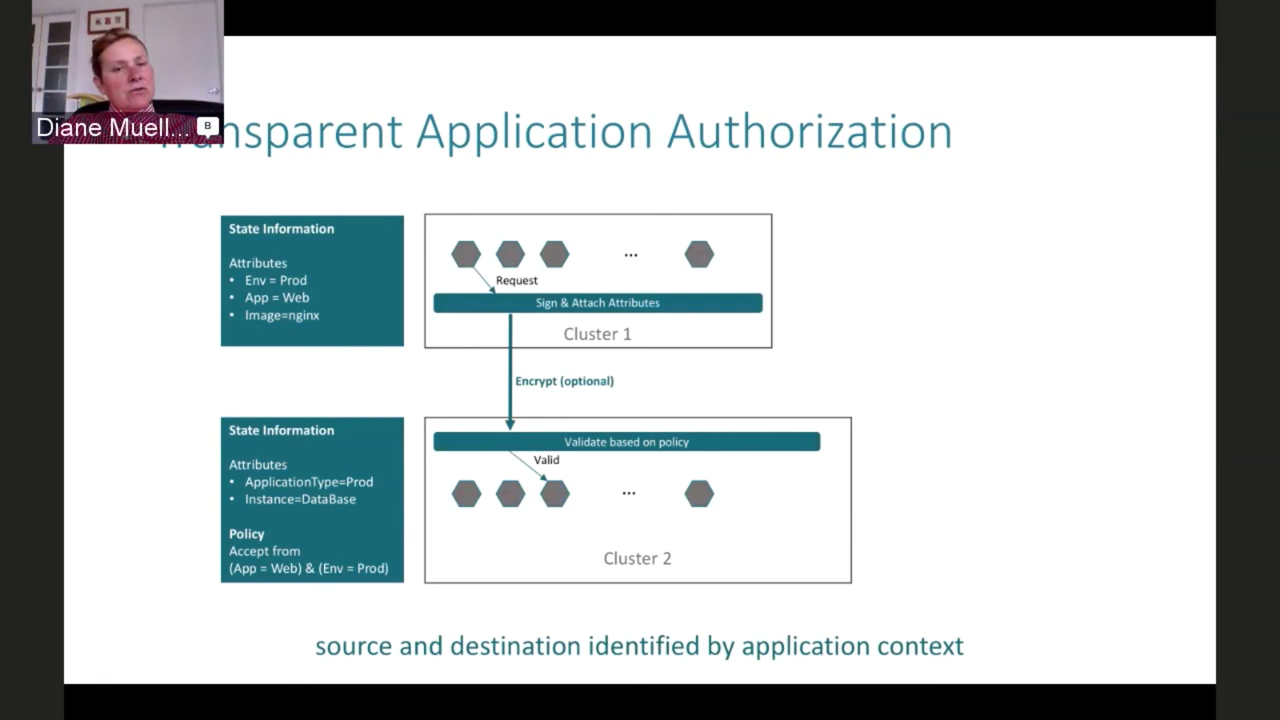 Diane Muell...
B
nsparent Application Authorization
State Information
Attributes
• Env = Prod
• App = Web
• Image=nginx
...
Request
Sign & Attach Attributes
Cluster 1
Encrypt (optional)
State Information
Attributes
• ApplicationType=Prod
• Instance=DataBase
Policy
Accept from
(App = Web) & (Env = Prod)
Validate based on policy
Valid
...
Cluster 2
source and destination identified by application context